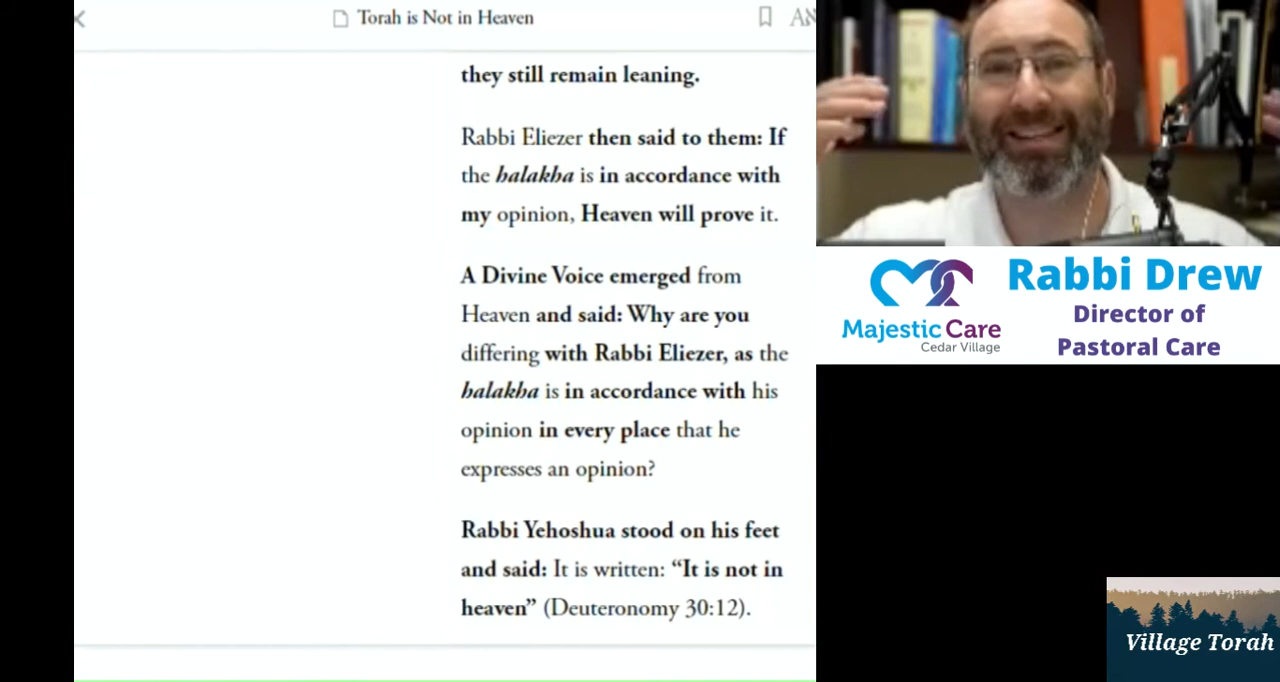 Torah is Not in Heaven
they still remain leaning.
Rabbi Eliezer then said to them: If
the halakha is in accordance with
my opinion, Heaven will prove it.
A Divine Voice emerged from
Heaven and said: Why are you
differing with Rabbi Eliezer, as the
halakha is in accordance with his
opinion in every place that he
expresses an opinion?
Rabbi Yehoshua stood on his feet
and said: It is written: “It is not in
heaven” (Deuteronomy 30:12).
Majestic Care
Cedar Village
Rabbi Drew
Director of
Pastoral Care
Village Torah